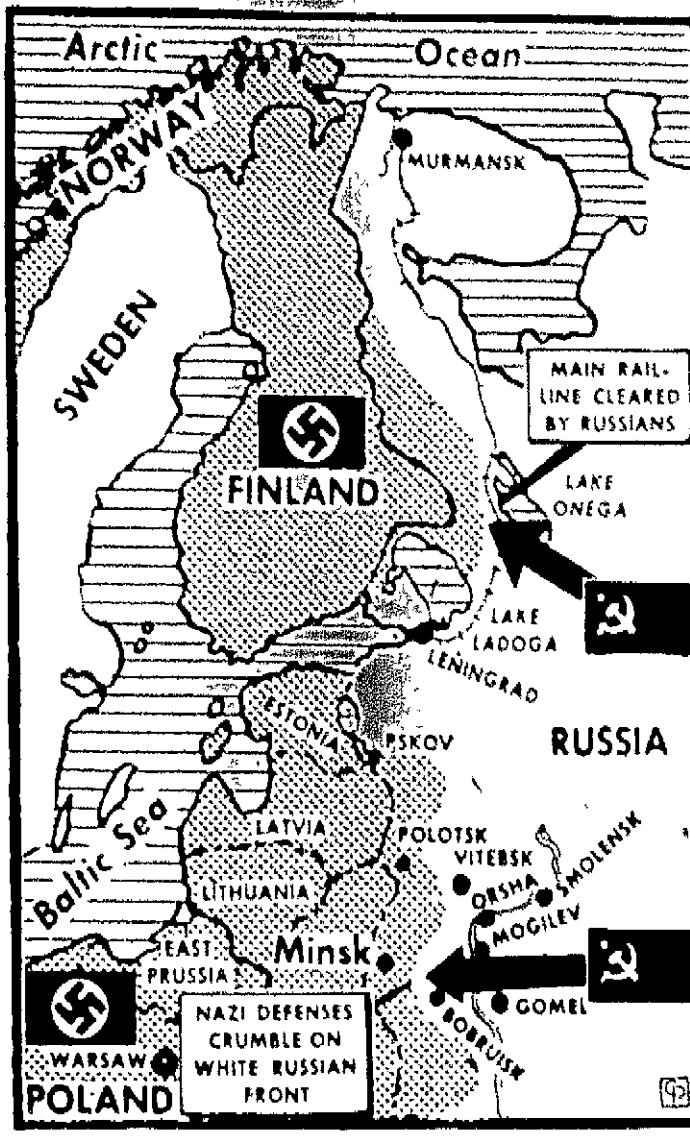 Arctic Ocean
NORWAY
MURMANSK
SWEDEN
MAIN RAIL-
LINE CLEARED
BY RUSSIANS
FINLAND
LAKE
ONEGA
LAKE
LADOGA
LENINGRAD
ESTONIA
PSKOV
RUSSIA
Baltic Sea
LATVIA
POLOTSK
VITEBSK
SMOLENSK
LITHUANIA
ORSHA
MOGILEV
EAST
PRUSSIA
Minsk
NAZI DEFENSES
CRUMBLE ON
WHITE RUSSIAN
FRONT
GOMEL
BOBRUISK
WARSAW
POLAND